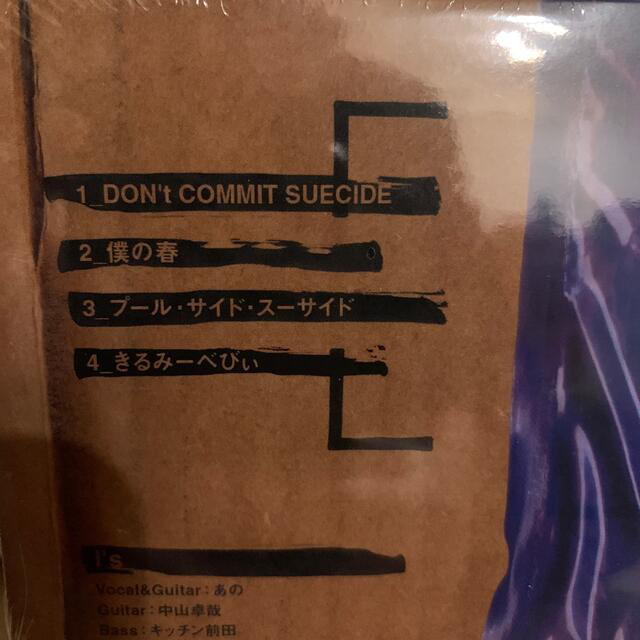 1_DON't COMMIT SUECIDE
2_僕の春
3_プール・サイド・スーサイド
4_きるみーべびぃ
I's_
Vocal&Guitar：あの
Guitar：中山卓哉
Bass：キッチン前田